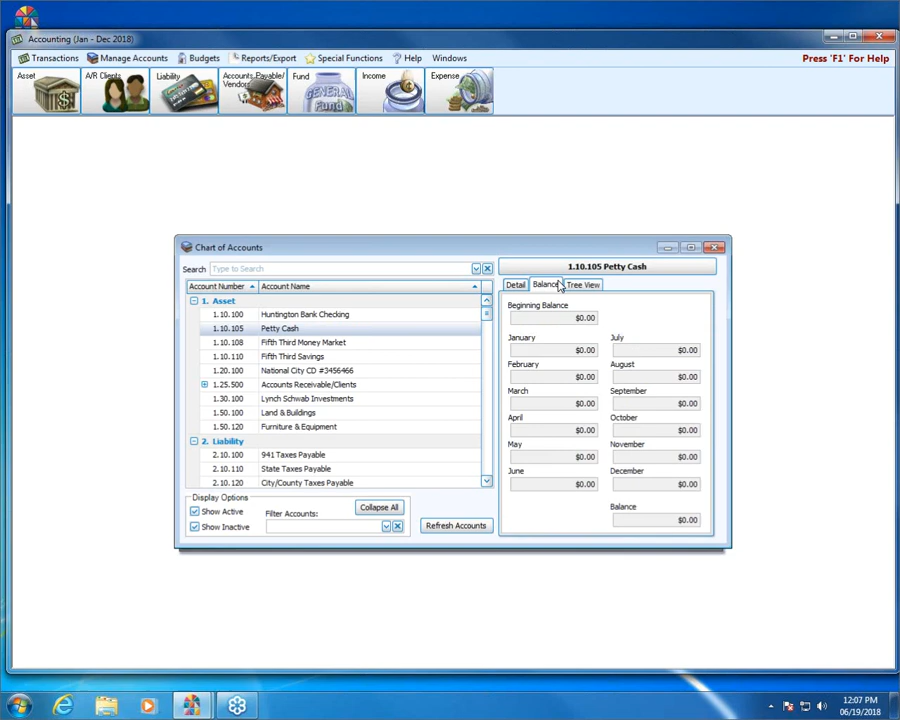 Accounting (Jan - Dec 2018)
Transactions Manage Accounts Budgets Reports/Export Special Functions Help Windows Press 'F1' For Help
Asset A/R Clients Liability Accounts Payable/ Fund Income Expense
Vendors
GENERAL
Fund
Chart of Accounts
Search Type to Search
1.10.105 Petty Cash
Account Number Account Name
Detail Balance Tree View
1. Asset
1.10.100 Huntington Bank Checking
1.10.105 Petty Cash
1.10.108 Fifth Third Money Market
1.10.110 Fifth Third Savings
1.20.100 National City CD #3456466
1.25.500 Accounts Receivable/Clients
1.30.100 Lynch Schwab Investments
1.50.100 Land & Buildings
1.50.120 Furniture & Equipment
2. Liability
2.10.100 941 Taxes Payable
2.10.110 State Taxes Payable
2.10.120 City/County Taxes Payable
Display Options
Show Active
Show Inactive
Filter Accounts:
Collapse All
Refresh Accounts
Beginning Balance
$0.00
January July
$0.00 $0.00
February August
$0.00 $0.00
March September
$0.00 $0.00
April October
$0.00 $0.00
May November
$0.00 $0.00
June December
$0.00 $0.00
Balance
$0.00
12:07 PM
06/19/2018